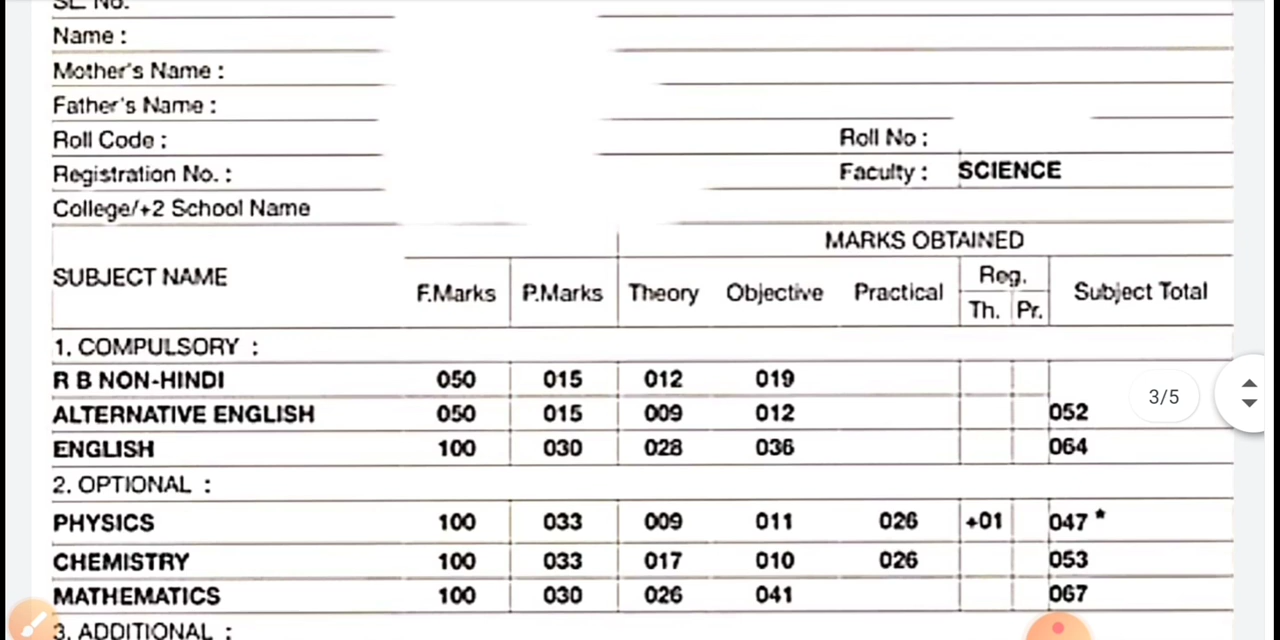 SL. No.
Name :
Mother's Name :
Father's Name :
Roll Code : Roll No :
Registration No. : Faculty : SCIENCE
College/+2 School Name
MARKS OBTAINED
SUBJECT NAME F.Marks P.Marks Theory Objective Practical Reg. Subject Total
Th. Pr.
1. COMPULSORY :
R B NON-HINDI 050 015 012 019
ALTERNATIVE ENGLISH 050 015 009 012 052
3/5
ENGLISH 100 030 028 036 064
2. OPTIONAL :
PHYSICS 100 033 009 011 026 +01 047 *
CHEMISTRY 100 033 017 010 026 053
MATHEMATICS 100 030 026 041 067
3. ADDITIONAL :